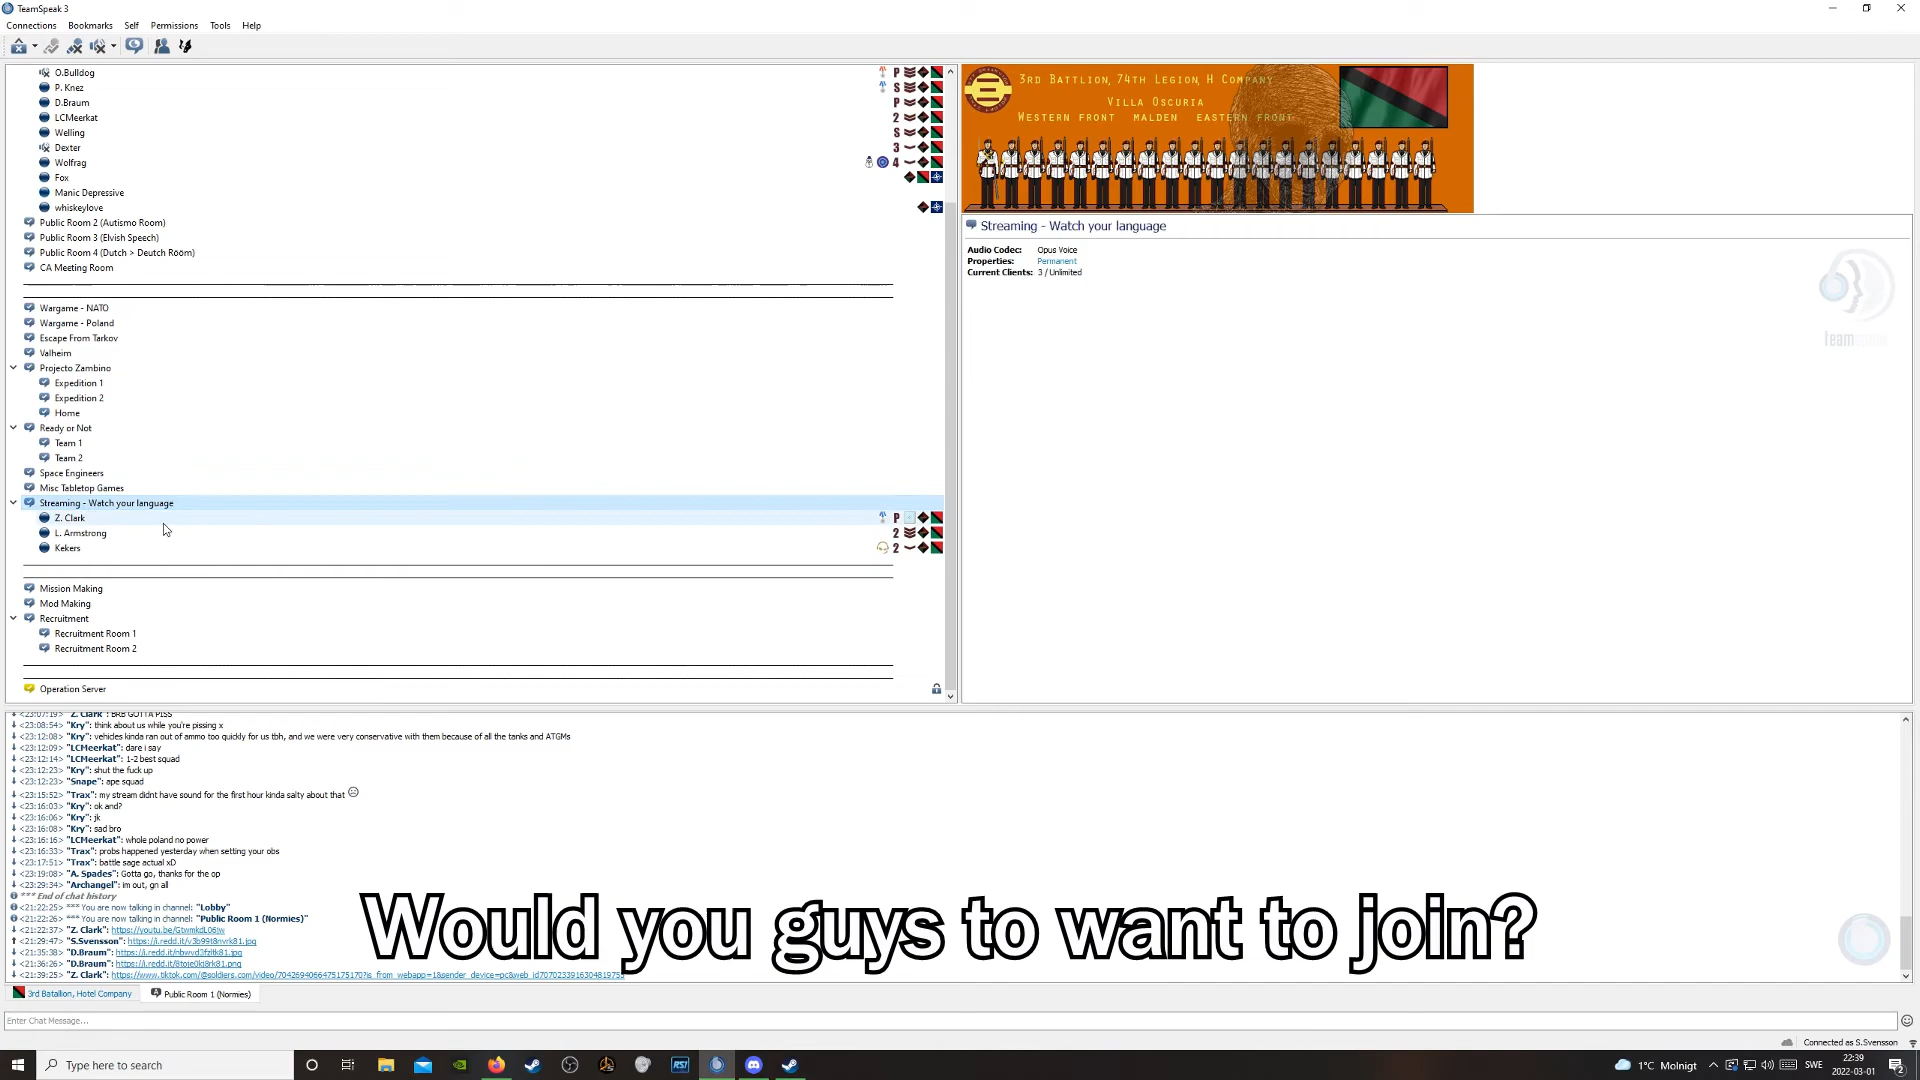 TeamSpeak 3
Connections Bookmarks Self Permissions Tools Help
O.Bulldog
P. Knez
D.Braum
LCMeerkat
Welling
Dexter
Wolfrag
Fox
Manic Depressive
whiskeylove
Public Room 2 (Autismo Room)
Public Room 3 (Elvish Speech)
Public Room 4 (Dutch > Deutch Rööm)
CA Meeting Room
Wargame - NATO
Wargame - Poland
Escape From Tarkov
Valheim
Projecto Zambino
Expedition 1
Expedition 2
Home
Ready or Not
Team 1
Team 2
Space Engineers
Misc Tabletop Games
Streaming - Watch your language
Z. Clark
L. Armstrong
Kekers
Mission Making
Mod Making
Recruitment
Recruitment Room 1
Recruitment Room 2
Operation Server
3rd Battlion, 74th Legion, H Company
Villa Oscuria
Western Front Malden Eastern Front
Streaming - Watch your language
Audio Codec: Opus Voice
Properties: Permanent
Current Clients: 3 / Unlimited
teamspeak
<23:07:19> "Z. Clark": BRB GOTTA PISS
<23:08:54> "Kry": think about us while you're pissing x
<23:12:08> "Kry": vehicles kinda ran out of ammo too quickly for us tbh, and we were very conservative with them because of all the tanks and ATGMs
<23:12:09> "LCMeerkat": dare i say
<23:12:14> "LCMeerkat": 1-2 best squad
<23:12:23> "Kry": shut the fuck up
<23:12:23> "Snape": ape squad
<23:15:52> "Trax": my stream didnt have sound for the first hour kinda salty about that
<23:16:03> "Kry": ok and?
<23:16:06> "Kry": jk
<23:16:08> "Kry": sad bro
<23:16:16> "LCMeerkat": whole poland no power
<23:16:33> "Trax": probs happened yesterday when setting your obs
<23:17:51> "Trax": battle sage actual xD
<23:19:08> "A. Spades": Gotta go, thanks for the op
<23:29:34> "Archangel": im out, gn all
*** End of chat history
<21:22:25> *** You are now talking in channel: "Lobby"
<21:22:26> *** You are now talking in channel: "Public Room 1 (Normies)"
<21:22:27> "Z. Clark":
<21:29:47> "S.Svensson":
<21:35:38> "D.Braum":
<21:36:26> "D.Braum":
<21:39:25> "Z. Clark":
Would you guys to want to join?
3rd Batallion, Hotel Company Public Room 1 (Normies)
Enter Chat Message...
Connected as S.Svensson
Type here to search
RSI
1°C Molnigt
SWE
22:39
2022-03-01
2